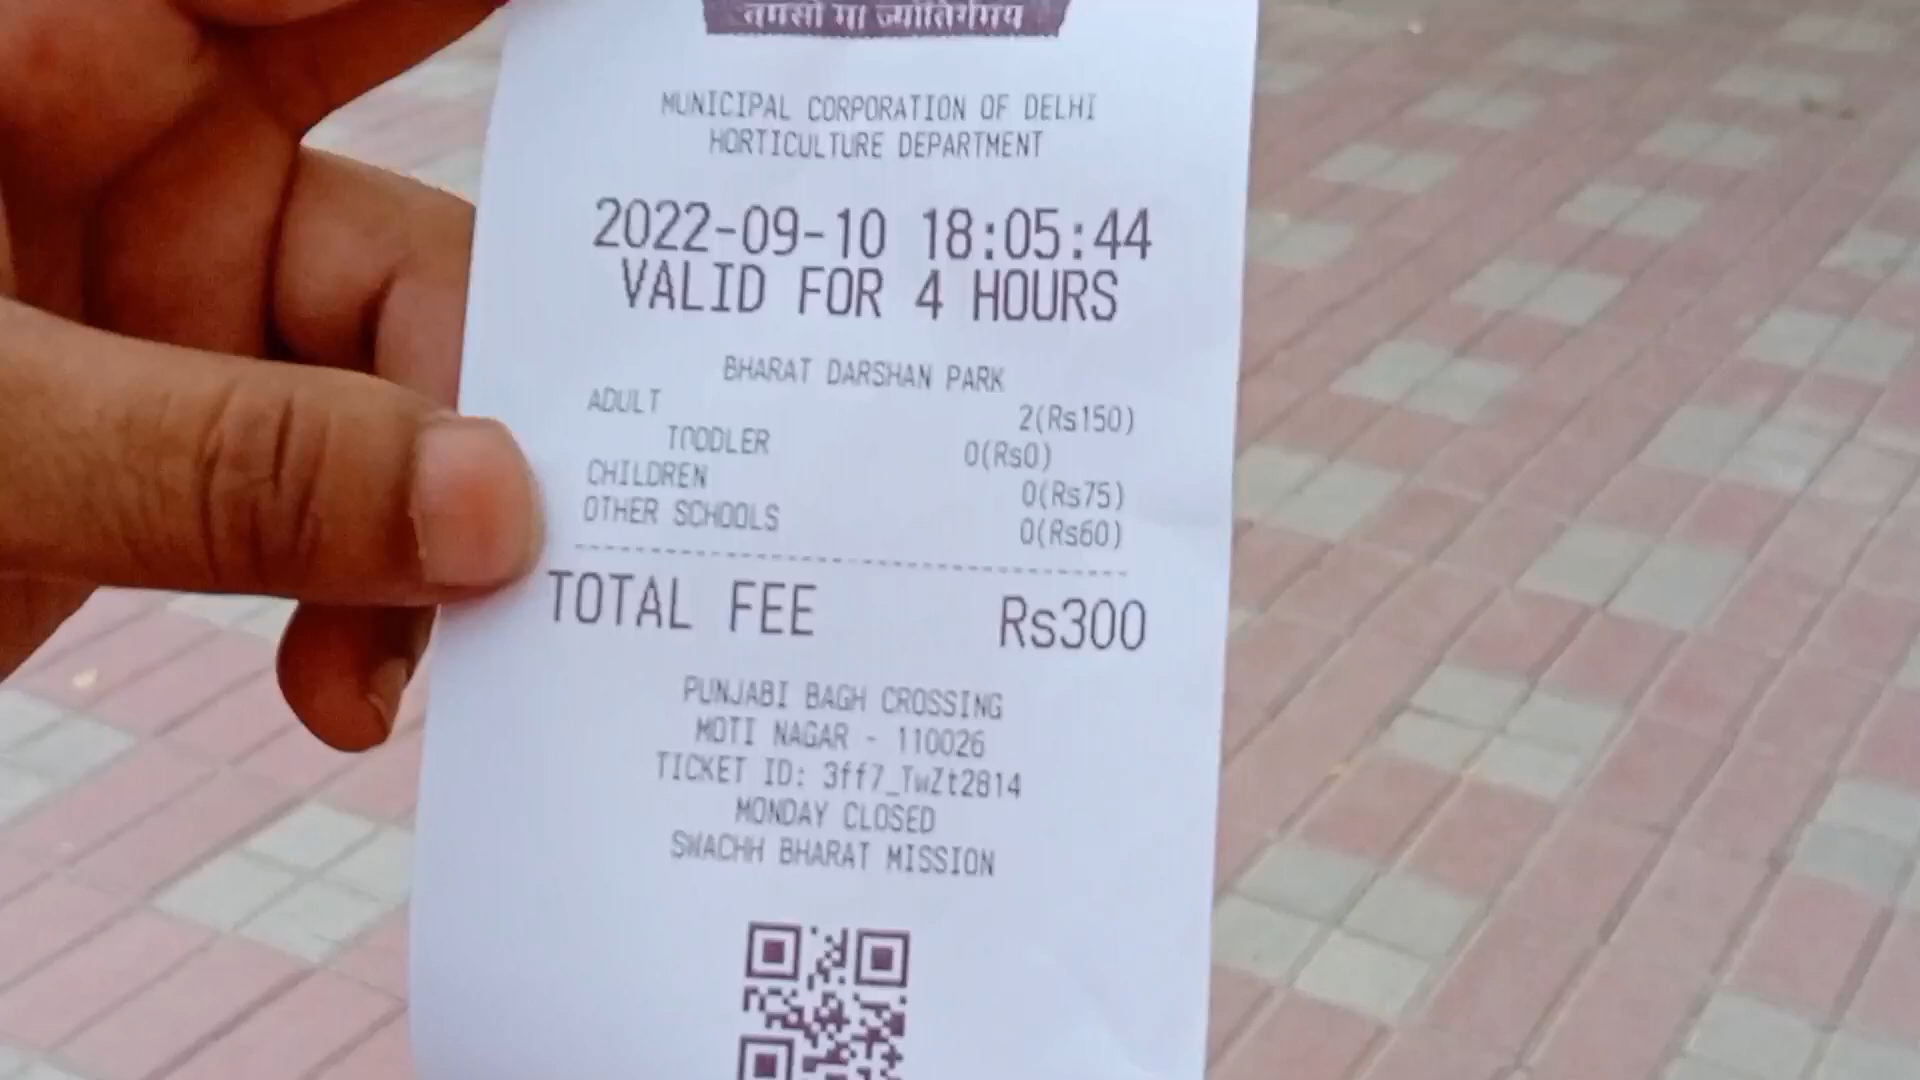 तमसो मा ज्योतिर्गमय
MUNICIPAL CORPORATION OF DELHI
HORTICULTURE DEPARTMENT
2022-09-10 18:05:44
VALID FOR 4 HOURS
BHARAT DARSHAN PARK
ADULT 2(Rs150)
TODDLER 0(Rs0)
CHILDREN 0(Rs75)
OTHER SCHOOLS 0(Rs60)
TOTAL FEE Rs300
PUNJABI BAGH CROSSING
MOTI NAGAR - 110026
TICKET ID: 3ff7_TwZt2814
MONDAY CLOSED
SWACHH BHARAT MISSION